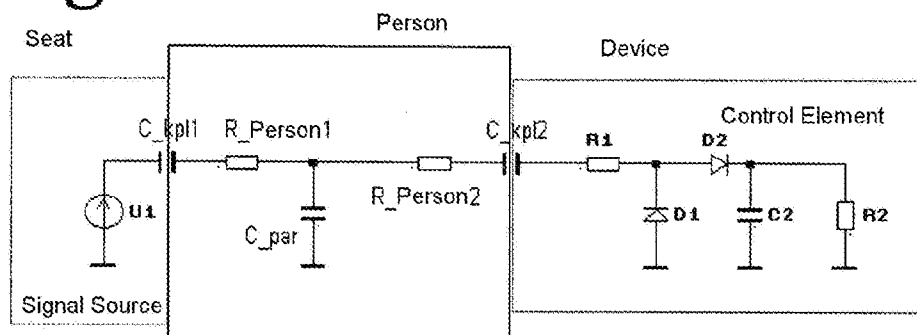 Person
Seat
Device
Control Element
C_kpl1
R_Person1
C_kpl2
R1
D2
R_Person2
U1
C_par
D1
C2
R2
Signal Source